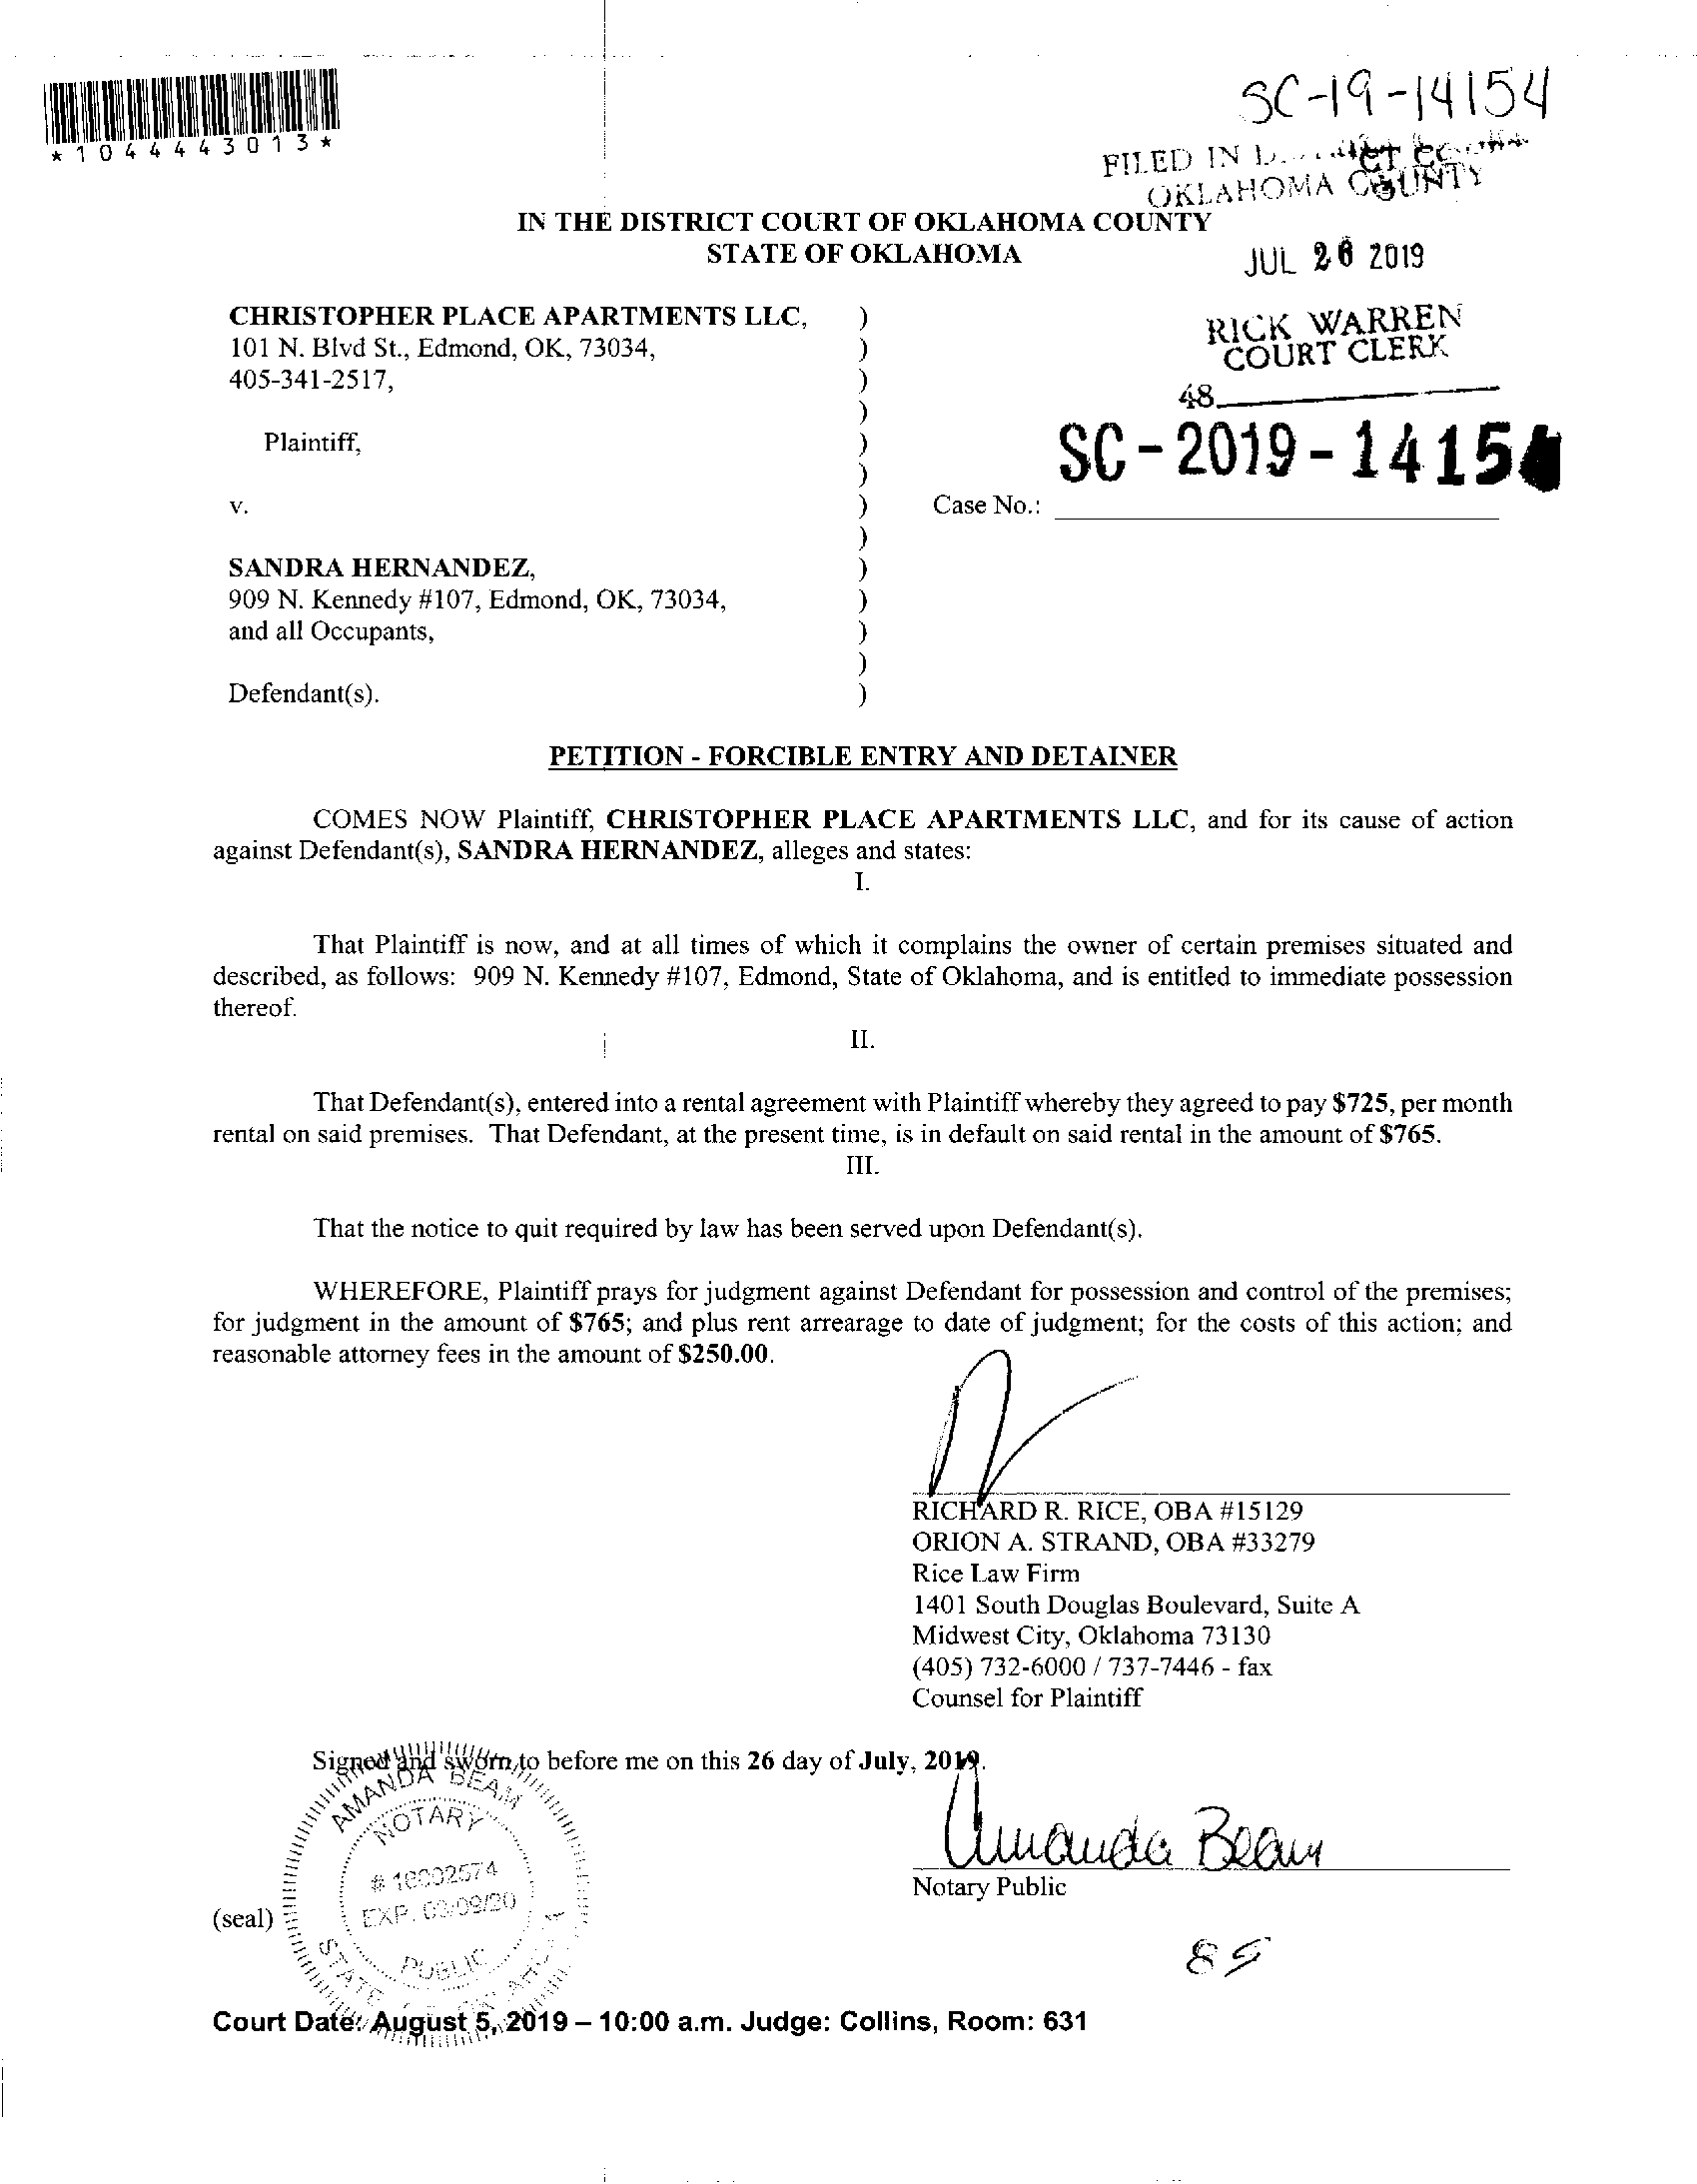 SC-19-14154
*1044443013*
FILED IN
OKLAHOMA COUNTY
IN THE DISTRICT COURT OF OKLAHOMA COUNTY
STATE OF OKLAHOMA
JUL 26 2019
CHRISTOPHER PLACE APARTMENTS LLC, )
101 N. Blvd St., Edmond, OK, 73034, )
405-341-2517, )
)
Plaintiff, )
)
v. )
)
SANDRA HERNANDEZ, )
909 N. Kennedy #107, Edmond, OK, 73034, )
and all Occupants, )
)
Defendant(s). )
RICK WARREN
COURT CLERK
48
SC-2019-14154
Case No.:
PETITION - FORCIBLE ENTRY AND DETAINER
COMES NOW Plaintiff, CHRISTOPHER PLACE APARTMENTS LLC, and for its cause of action
against Defendant(s), SANDRA HERNANDEZ, alleges and states:
I.
That Plaintiff is now, and at all times of which it complains the owner of certain premises situated and
described, as follows: 909 N. Kennedy #107, Edmond, State of Oklahoma, and is entitled to immediate possession
thereof.
II.
That Defendant(s), entered into a rental agreement with Plaintiff whereby they agreed to pay $725, per month
rental on said premises. That Defendant, at the present time, is in default on said rental in the amount of $765.
III.
That the notice to quit required by law has been served upon Defendant(s).
WHEREFORE, Plaintiff prays for judgment against Defendant for possession and control of the premises;
for judgment in the amount of $765; and plus rent arrearage to date of judgment; for the costs of this action; and
reasonable attorney fees in the amount of $250.00.
RICHARD R. RICE, OBA #15129
ORION A. STRAND, OBA #33279
Rice Law Firm
1401 South Douglas Boulevard, Suite A
Midwest City, Oklahoma 73130
(405) 732-6000 / 737-7446 - fax
Counsel for Plaintiff
Signed and sworn to before me on this 26 day of July, 2019.
AMANDA BEAM
NOTARY
EXP. 03/09/20
PUBLIC
STATE
Amanda Beam
Notary Public
(seal)
85
Court Date: August 5, 2019 – 10:00 a.m. Judge: Collins, Room: 631